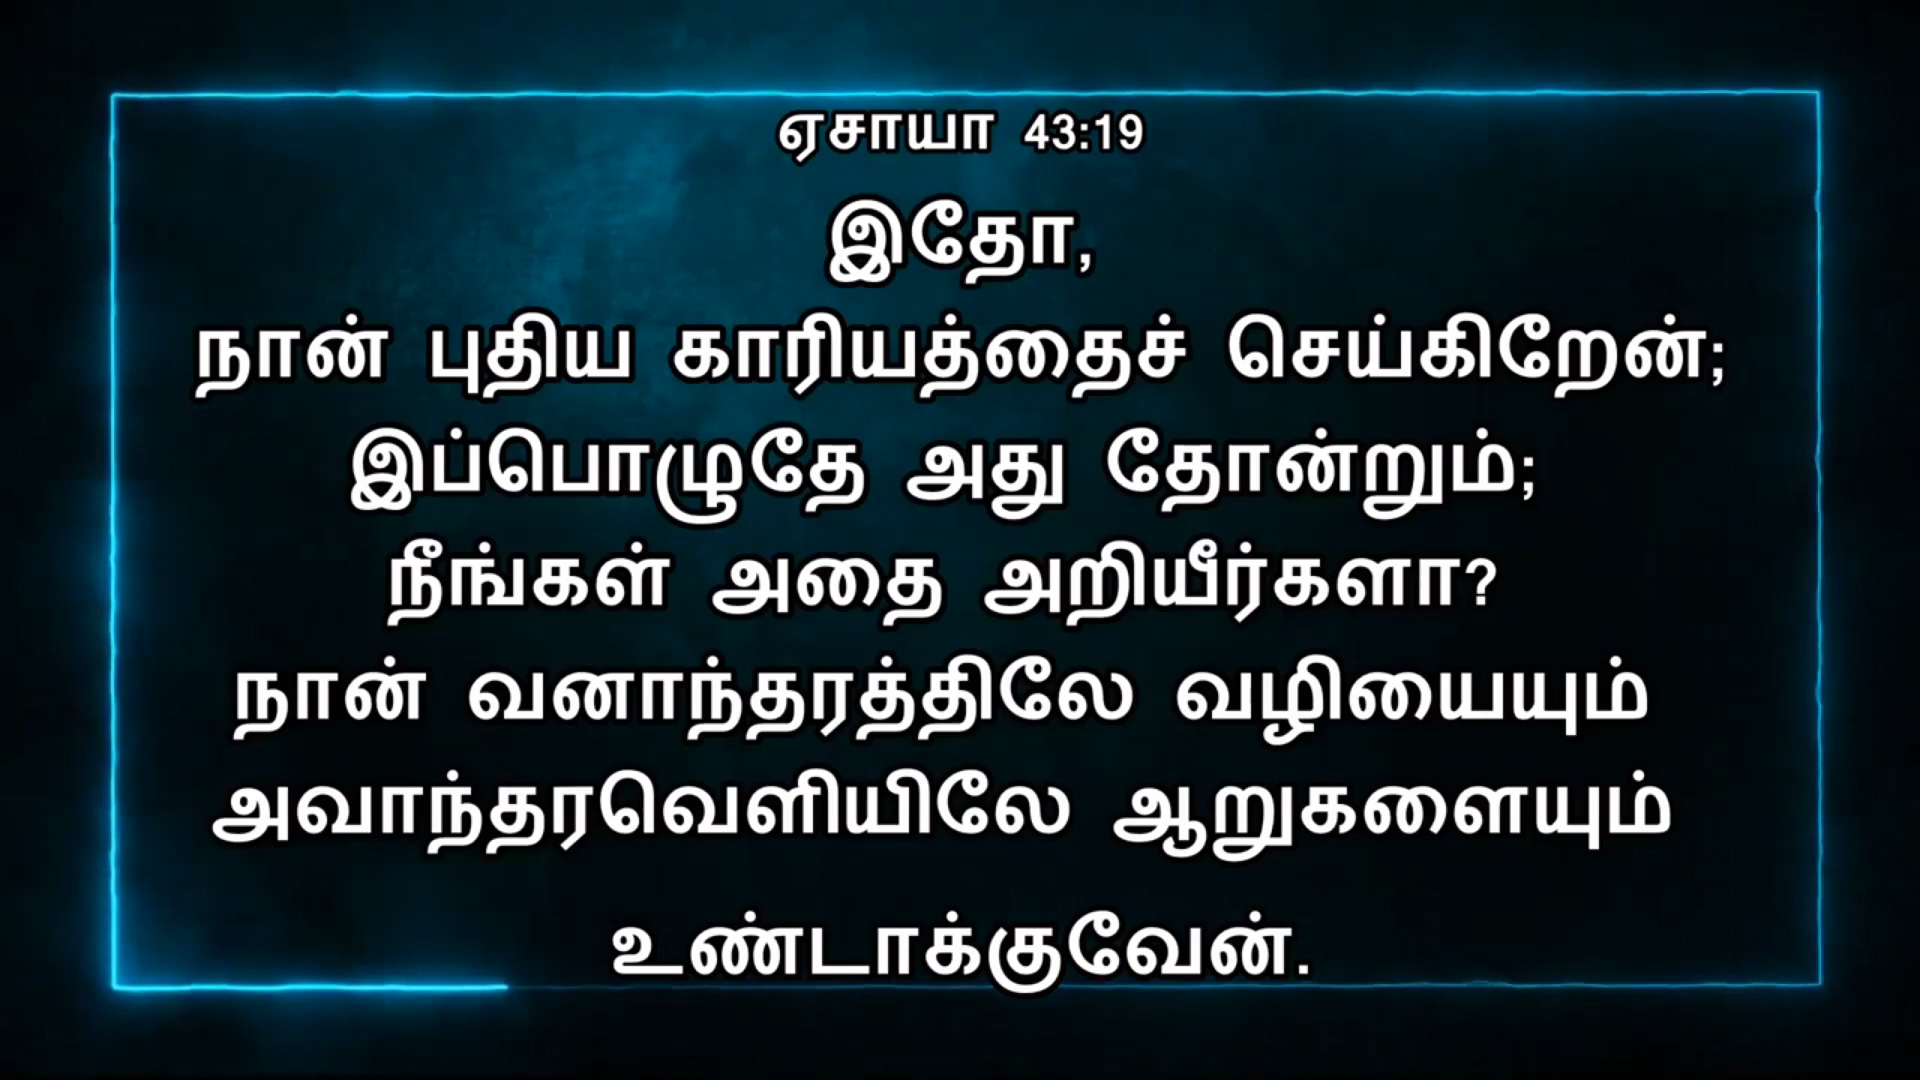 ஏசாயா 43:19
இதோ,
நான் புதிய காரியத்தைச் செய்கிறேன்;
இப்பொழுதே அது தோன்றும்;
நீங்கள் அதை அறியீர்களா?
நான் வனாந்தரத்திலே வழியையும்
அவாந்தரவெளியிலே ஆறுகளையும்
உண்டாக்குவேன்.